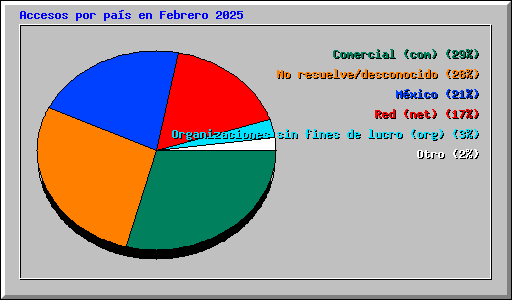 Accesos por país en Febrero 2025
Comercial (com) (29%)
No resuelve/desconocido (28%)
México (21%)
Red (net) (17%)
Organizaciones sin fines de lucro (org) (3%)
Otro (2%)